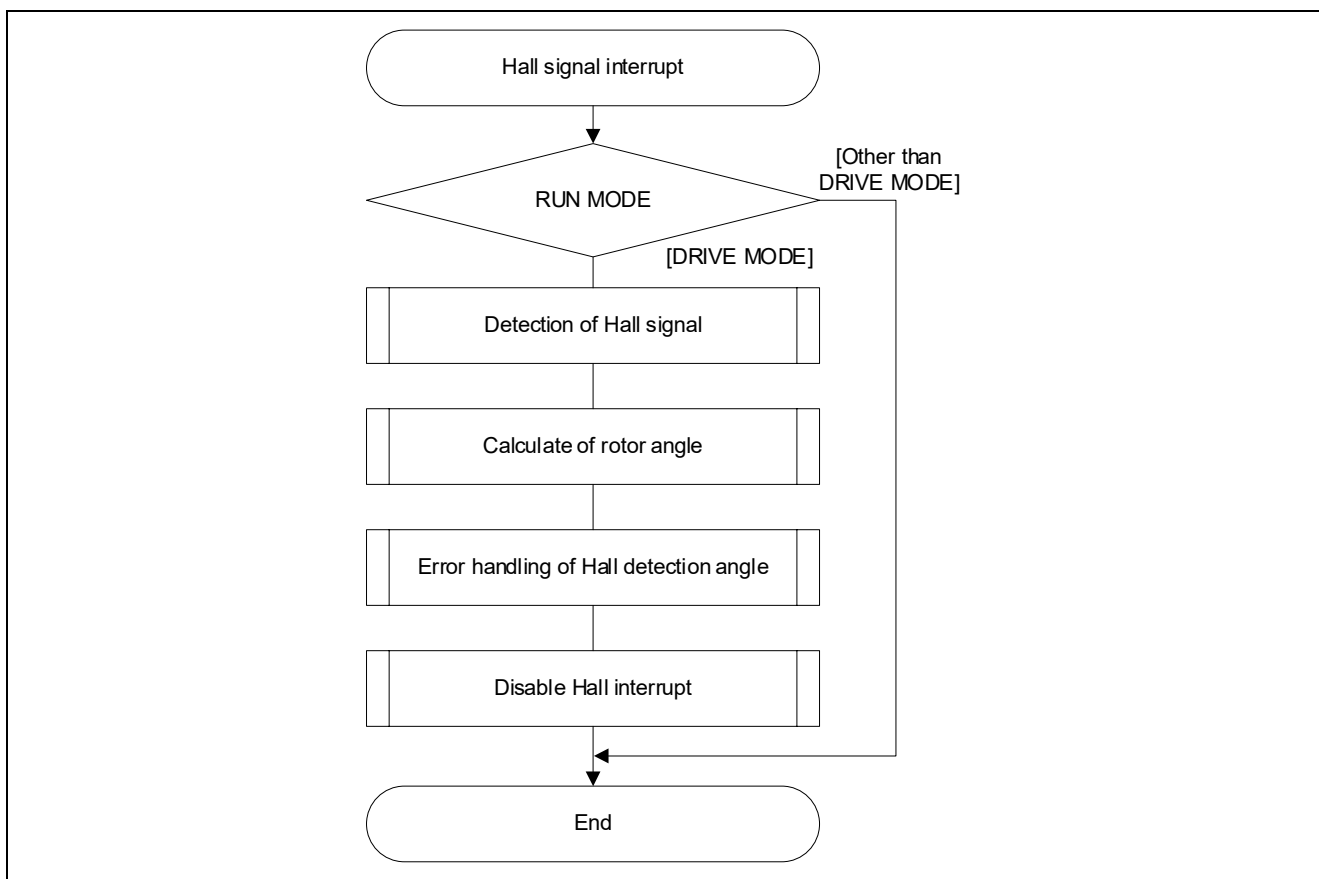 Hall signal interrupt
[Other than
DRIVE MODE]
RUN MODE
[DRIVE MODE]
Detection of Hall signal
Calculate of rotor angle
Error handling of Hall detection angle
Disable Hall interrupt
End